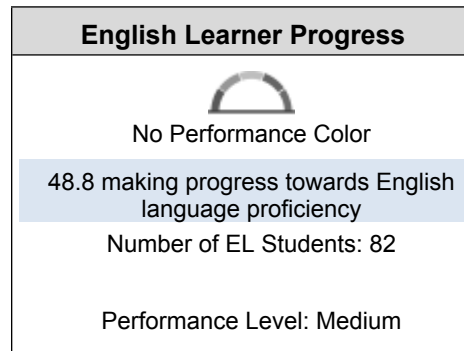 English Learner Progress
No Performance Color
48.8 making progress towards English
language proficiency
Number of EL Students: 82
Performance Level: Medium